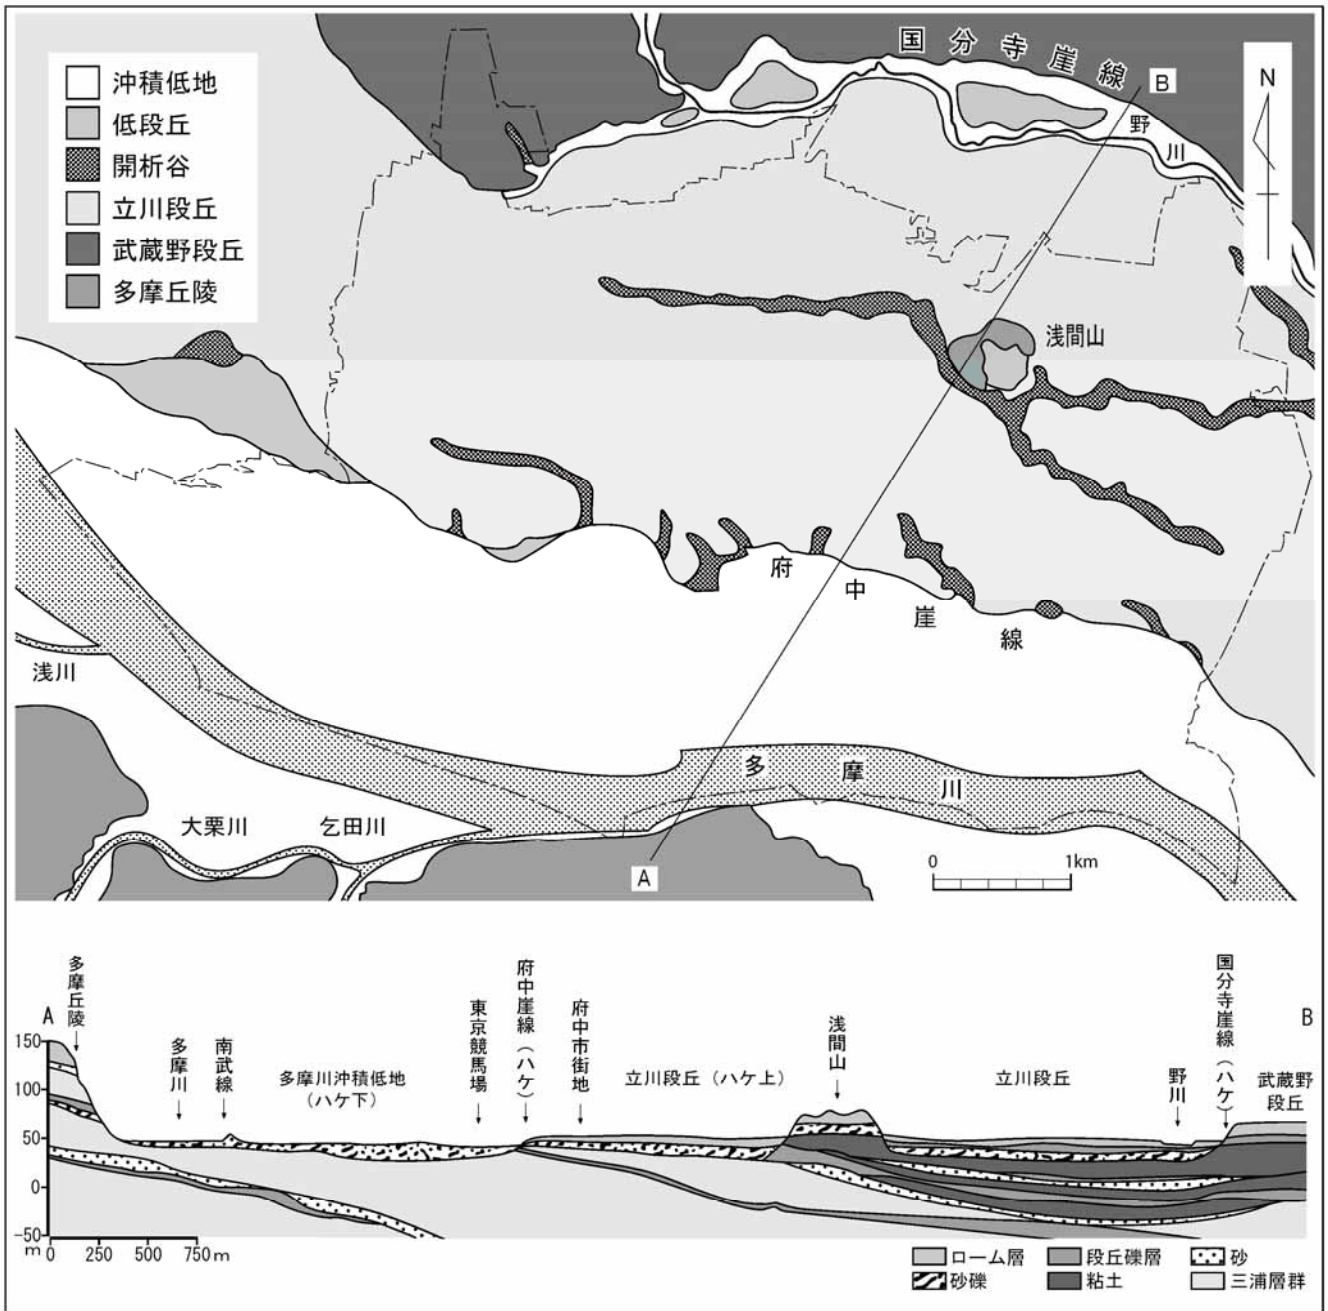 沖積低地
低段丘
開析谷
立川段丘
武蔵野段丘
多摩丘陵
国分寺崖線
B
N
野川
浅間山
府中崖線
浅川
多摩川
大栗川
乞田川
A
0
1km
A
B
多摩丘陵
多摩川
南武線
多摩川沖積低地
(ハケ下)
東京競馬場
府中崖線(ハケ)
府中市街地
立川段丘(ハケ上)
浅間山
立川段丘
野川
国分寺崖線(ハケ)
武蔵野
段丘
150
100
50
0
-50
m
0
250
500
750m
ローム層
段丘礫層
砂
砂礫
粘土
三浦層群